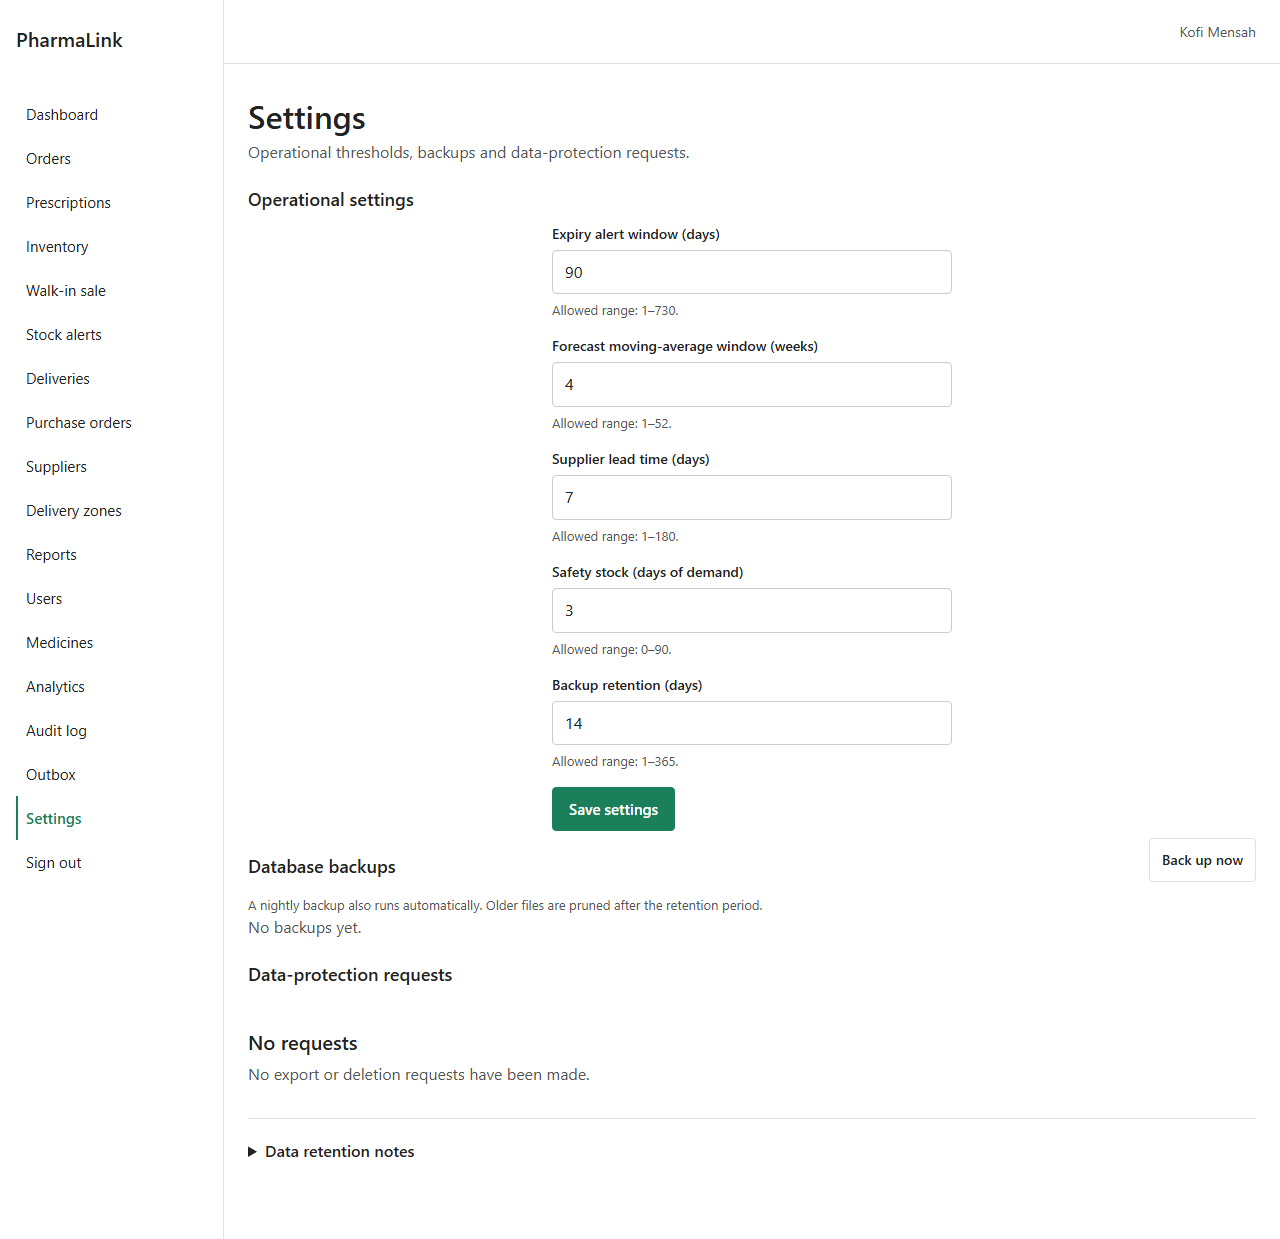 PharmaLink
Kofi Mensah
Dashboard
Orders
Prescriptions
Inventory
Walk-in sale
Stock alerts
Deliveries
Purchase orders
Suppliers
Delivery zones
Reports
Users
Medicines
Analytics
Audit log
Outbox
Settings
Sign out
Settings
Operational thresholds, backups and data-protection requests.
Operational settings
Expiry alert window (days)
90
Allowed range: 1–730.
Forecast moving-average window (weeks)
4
Allowed range: 1–52.
Supplier lead time (days)
7
Allowed range: 1–180.
Safety stock (days of demand)
3
Allowed range: 0–90.
Backup retention (days)
14
Allowed range: 1–365.
Save settings
Database backups
Back up now
A nightly backup also runs automatically. Older files are pruned after the retention period.
No backups yet.
Data-protection requests
No requests
No export or deletion requests have been made.
Data retention notes